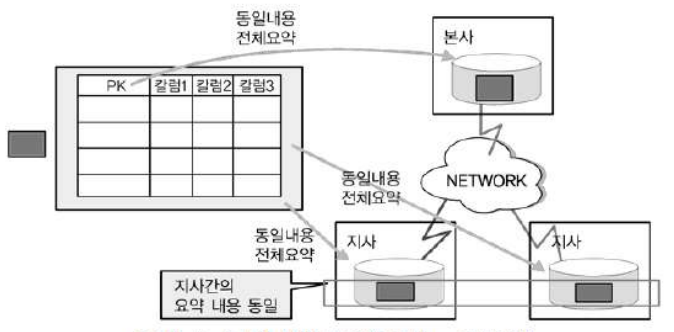 동일내용
전체요약
본사
PK 칼럼1 칼럼2 칼럼3
동일내용
전체요약
NETWORK
동일내용
전체요약
지사
지사
지사간의
요약 내용 동일